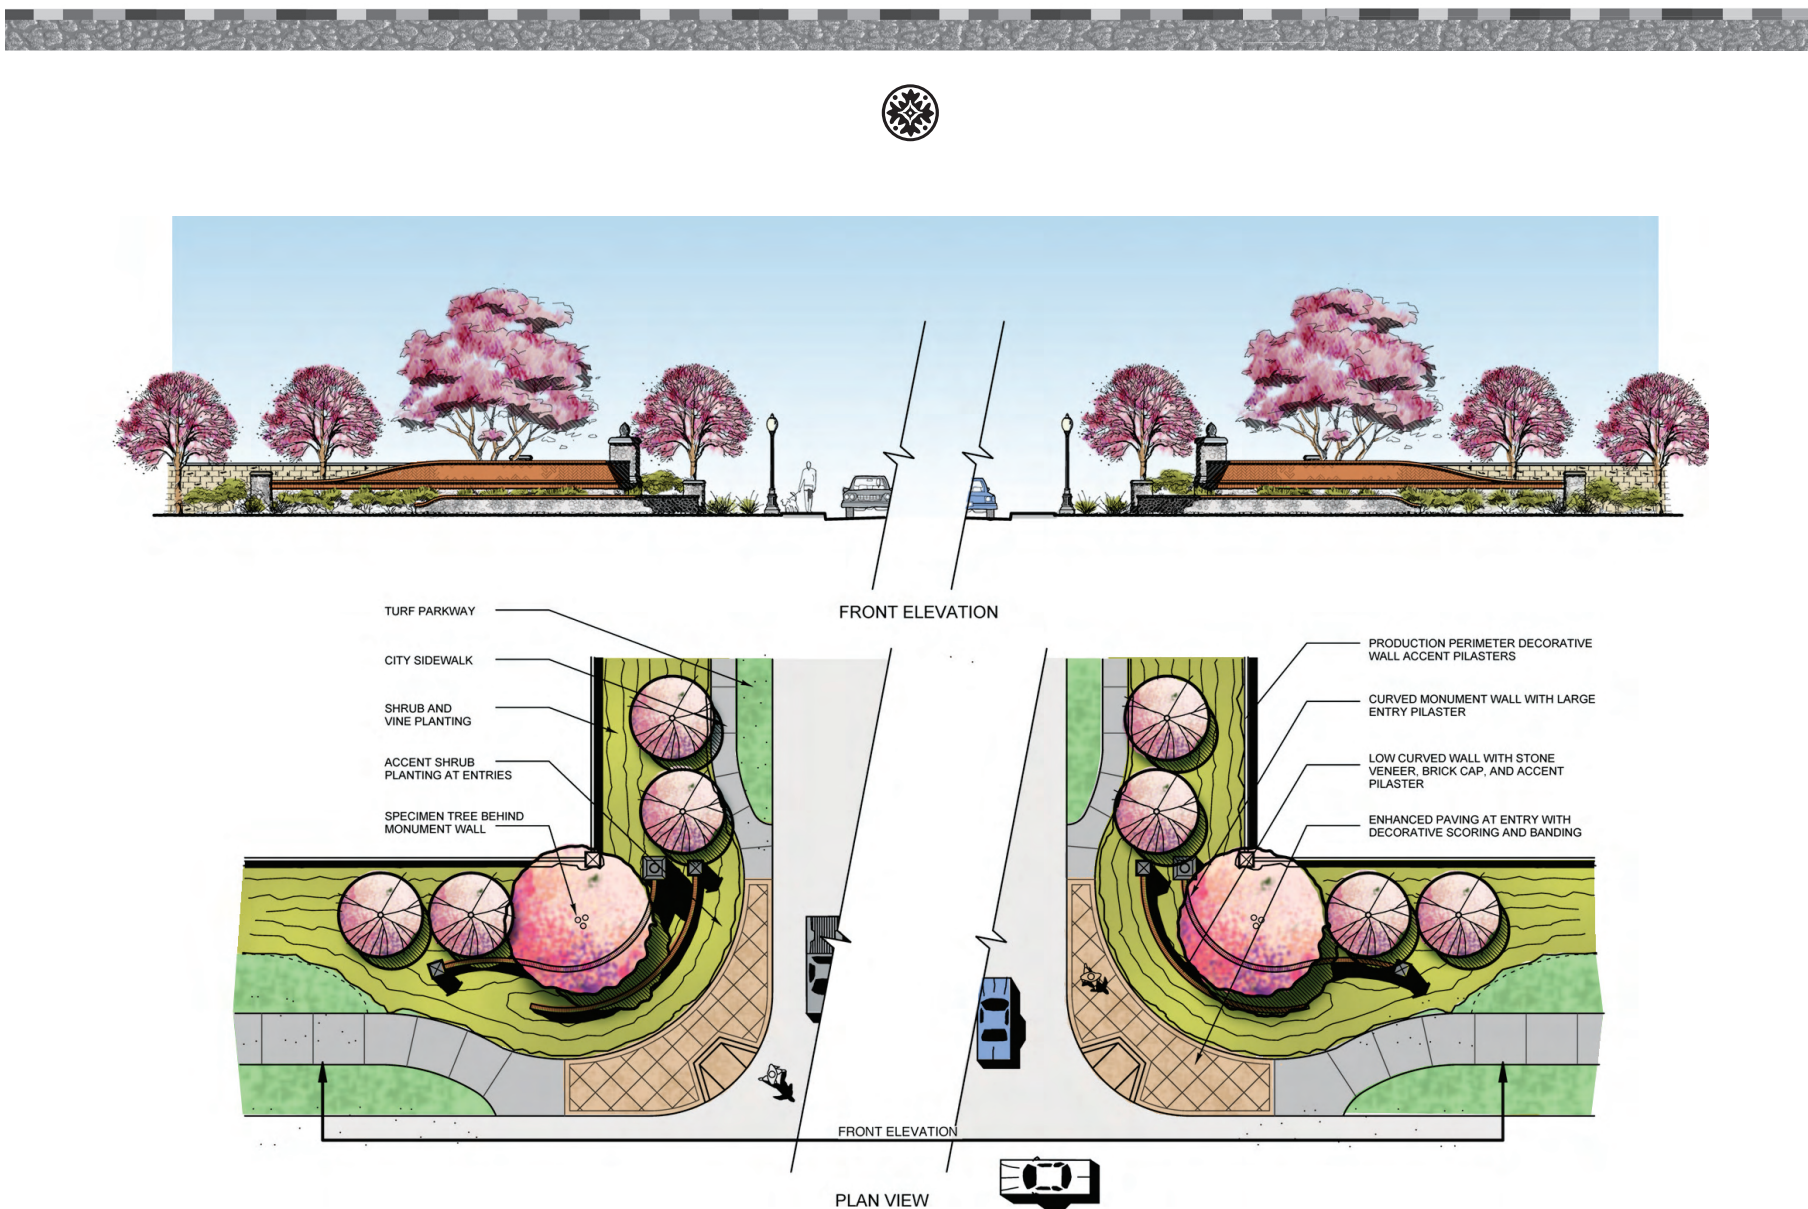 FRONT ELEVATION
TURF PARKWAY
CITY SIDEWALK
SHRUB AND
VINE PLANTING
ACCENT SHRUB
PLANTING AT ENTRIES
SPECIMEN TREE BEHIND
MONUMENT WALL
PRODUCTION PERIMETER DECORATIVE
WALL ACCENT PILASTERS
CURVED MONUMENT WALL WITH LARGE
ENTRY PILASTER
LOW CURVED WALL WITH STONE
VENEER, BRICK CAP, AND ACCENT
PILASTER
ENHANCED PAVING AT ENTRY WITH
DECORATIVE SCORING AND BANDING
FRONT ELEVATION
PLAN VIEW